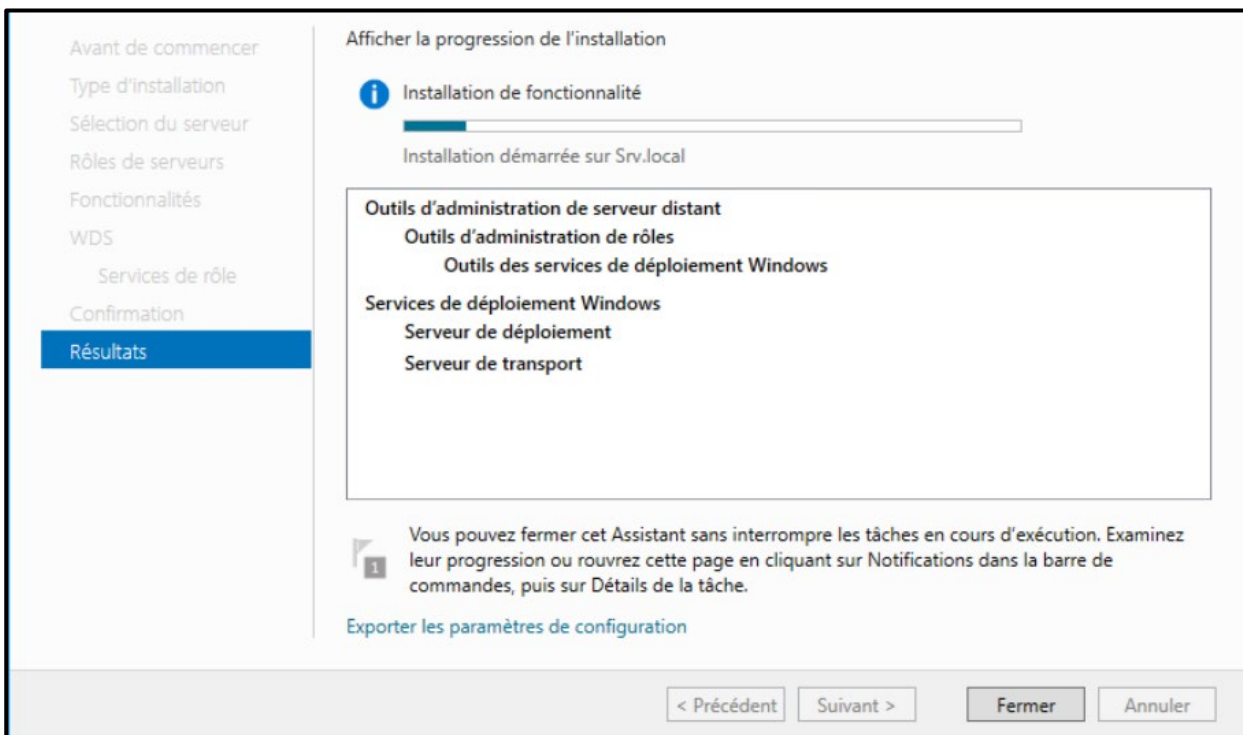 Avant de commencer
Type d'installation
Sélection du serveur
Rôles de serveurs
Fonctionnalités
WDS
Services de rôle
Confirmation
Résultats
Afficher la progression de l'installation
Installation de fonctionnalité
Installation démarrée sur Srv.local
Outils d'administration de serveur distant
Outils d'administration de rôles
Outils des services de déploiement Windows
Services de déploiement Windows
Serveur de déploiement
Serveur de transport
1
Vous pouvez fermer cet Assistant sans interrompre les tâches en cours d'exécution. Examinez
leur progression ou rouvrez cette page en cliquant sur Notifications dans la barre de
commandes, puis sur Détails de la tâche.
Exporter les paramètres de configuration
< Précédent Suivant > Fermer Annuler